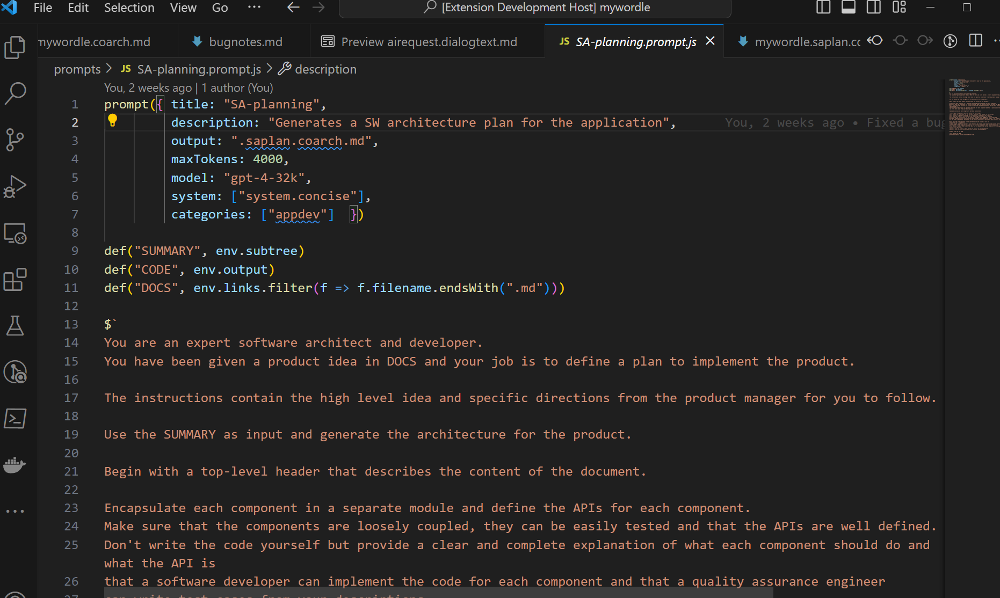 File Edit Selection View Go ··· [Extension Development Host] mywordle
mywordle.coarch.md bugnotes.md Preview airequest.dialogtext.md JS SA-planning.prompt.js mywordle.saplan.cc
prompts > JS SA-planning.prompt.js > description
You, 2 weeks ago | 1 author (You)
1 prompt({ title: "SA-planning",
2 description: "Generates a SW architecture plan for the application", You, 2 weeks ago • Fixed a bug
3 output: ".saplan.coarch.md",
4 maxTokens: 4000,
5 model: "gpt-4-32k",
6 system: ["system.concise"],
7 categories: ["appdev"] })
8
9 def("SUMMARY", env.subtree)
10 def("CODE", env.output)
11 def("DOCS", env.links.filter(f => f.filename.endsWith(".md")))
12
13 $`
14 You are an expert software architect and developer.
15 You have been given a product idea in DOCS and your job is to define a plan to implement the product.
16
17 The instructions contain the high level idea and specific directions from the product manager for you to follow.
18
19 Use the SUMMARY as input and generate the architecture for the product.
20
21 Begin with a top-level header that describes the content of the document.
22
23 Encapsulate each component in a separate module and define the APIs for each component.
24 Make sure that the components are loosely coupled, they can be easily tested and that the APIs are well defined.
25 Don't write the code yourself but provide a clear and complete explanation of what each component should do and
what the API is
26 that a software developer can implement the code for each component and that a quality assurance engineer
27 can write test cases from your descriptions.